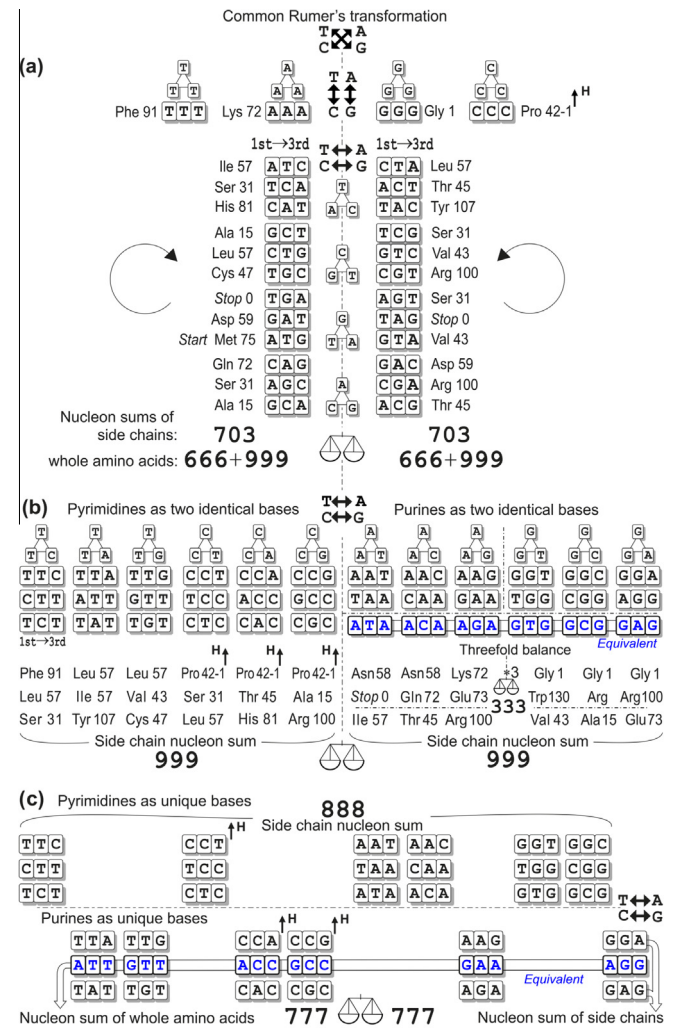 Common Rumer's transformation
T A
C G
(a)
T A A G C
T T A A C G G G C C
Phe 91 TTT Lys 72 AAA GGG Gly 1 CCC Pro 42-1 H
1st→3rd T↔A 1st→3rd
Ile 57 ATC C↔G CTA Leu 57
Ser 31 TCA T ACT Thr 45
His 81 CAT A C TAC Tyr 107
Ala 15 GCT TCG Ser 31
Leu 57 CTG C GTC Val 43
Cys 47 TGC G T CGT Arg 100
Stop 0 TGA AGT Ser 31
Asp 59 GAT G TAG Stop 0
Start Met 75 ATG T A GTA Val 43
Gln 72 CAG GAC Asp 59
Ser 31 AGC A CGA Arg 100
Ala 15 GCA C G ACG Thr 45
Nucleon sums of
side chains: 703 703
whole amino acids: 666+999 666+999
T↔A
C↔G
(b) Pyrimidines as two identical bases Purines as two identical bases
T T T C C C A A A G G G
T C T A T G C T C A C G A T A C A G G T G C G A
TTC TTA TTG CCT CCA CCG AAT AAC AAG GGT GGC GGA
CTT ATT GTT TCC ACC GCC TAA CAA GAA TGG CGG AGG
TCT TAT TGT CTC CAC CGC ATA ACA AGA GTG GCG GAG
1st→3rd Equivalent
H H H Threefold balance
Phe 91 Leu 57 Leu 57 Pro 42-1 Pro 42-1 Pro 42-1 Asn 58 Asn 58 Lys 72 *3 Gly 1 Gly 1 Gly 1
Leu 57 Ile 57 Val 43 Ser 31 Thr 45 Ala 15 Stop 0 Gln 72 Glu 73 333 Trp 130 Arg Arg 100
Ser 31 Tyr 107 Cys 47 Leu 57 His 81 Arg 100 Ile 57 Thr 45 Arg 100 Val 43 Ala 15 Glu 73
Side chain nucleon sum Side chain nucleon sum
999 999
(c) Pyrimidines as unique bases 888
H Side chain nucleon sum
TTC CCT AAT AAC GGT GGC
CTT TCC TAA CAA TGG CGG
TCT CTC ATA ACA GTG GCG T↔A
Purines as unique bases H H C↔G
TTA TTG CCA CCG AAG GGA
ATT GTT ACC GCC GAA Equivalent AGG
TAT TGT CAC CGC AGA GAG
Nucleon sum of whole amino acids 777 777 Nucleon sum of side chains